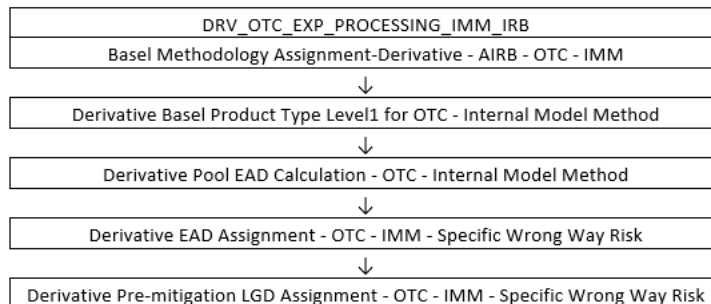 DRV_OTC_EXP_PROCESSING_IMM_IRB
Basel Methodology Assignment-Derivative - AIRB - OTC - IMM
↓
Derivative Basel Product Type Level1 for OTC - Internal Model Method
↓
Derivative Pool EAD Calculation - OTC - Internal Model Method
↓
Derivative EAD Assignment - OTC - IMM - Specific Wrong Way Risk
↓
Derivative Pre-mitigation LGD Assignment - OTC - IMM - Specific Wrong Way Risk